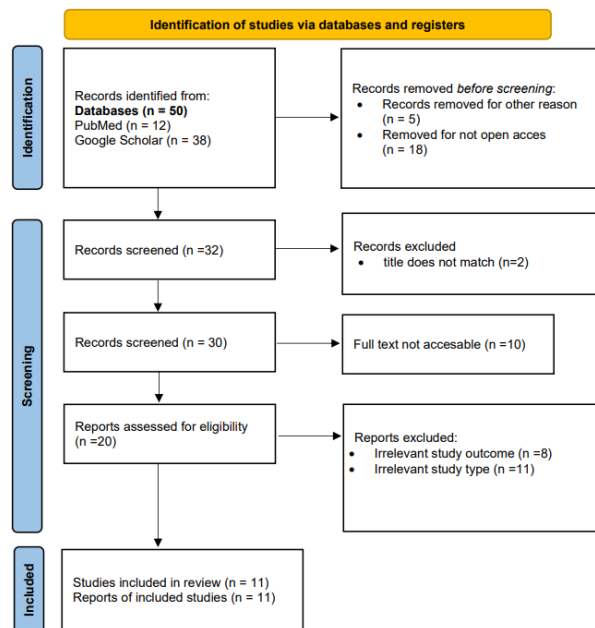 Identification of studies via databases and registers
Identification
Records identified from:
Databases (n = 50)
PubMed (n = 12)
Google Scholar (n = 38)
Records removed before screening:
• Records removed for other reason
(n = 5)
• Removed for not open acces
(n = 18)
Screening
Records screened (n =32)
Records excluded
• title does not match (n=2)
Records screened (n = 30)
Full text not accesable (n =10)
Reports assessed for eligibility
(n =20)
Reports excluded:
• Irrelevant study outcome (n =8)
• Irrelevant study type (n =11)
Included
Studies included in review (n = 11)
Reports of included studies (n = 11)